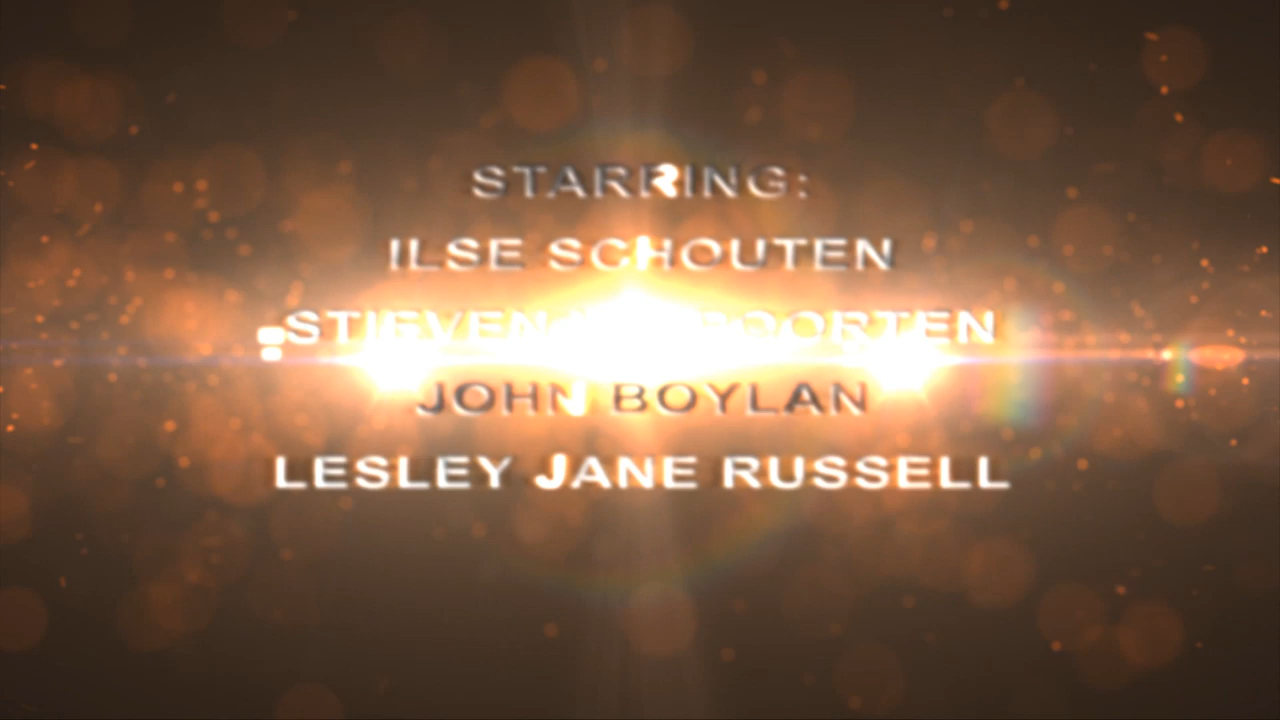 STARRING:
ILSE SCHOUTEN
STIEVEN
JOHN BOYLAN
LESLEY JANE RUSSELL